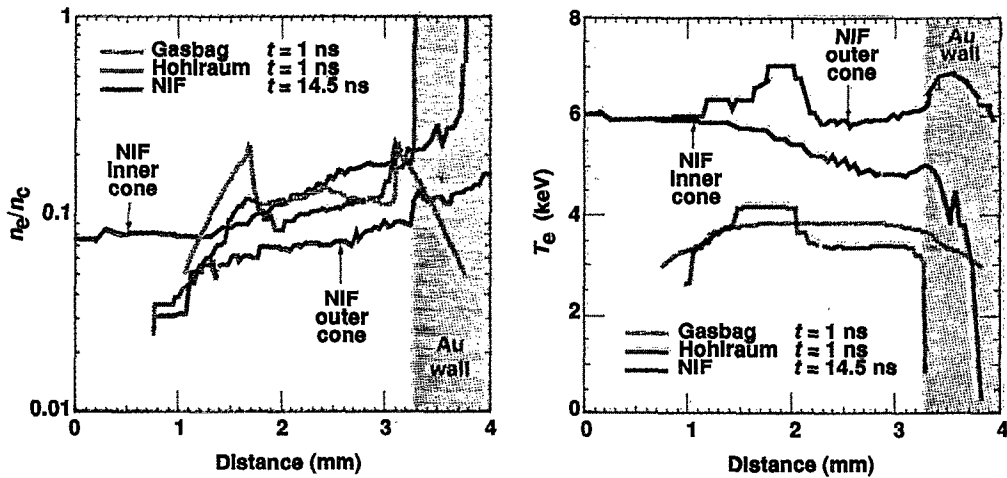 1
Gasbag t = 1 ns
Hohlraum t = 1 ns
NIF t = 14.5 ns
NIF
Inner
cone
0.1
ne/nc
NIF
outer
cone
Au
wall
0.01
0 1 2 3 4
Distance (mm)
8
NIF
outer
cone
Au
wall
6
NIF
Inner
cone
Te (keV)
4
2
Gasbag t = 1 ns
Hohlraum t = 1 ns
NIF t = 14.5 ns
0
0 1 2 3 4
Distance (mm)